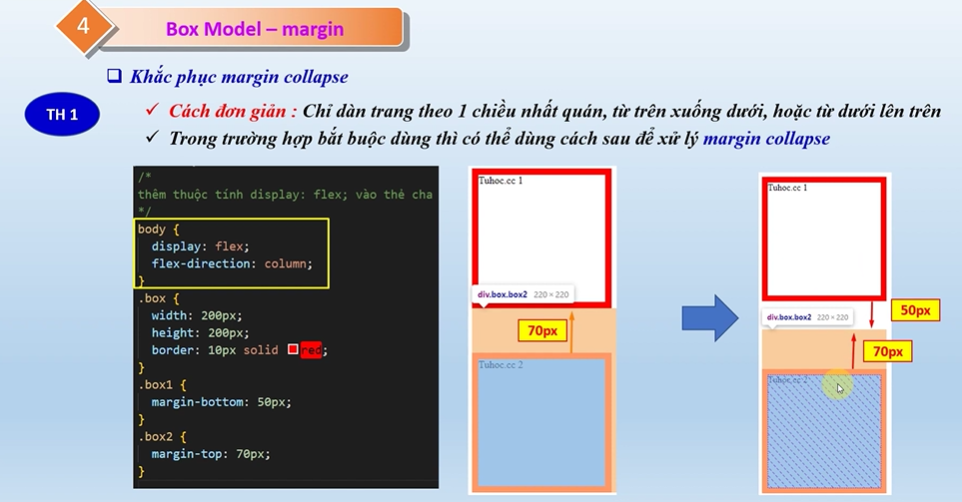 4
Box Model – margin
Khắc phục margin collapse
TH 1
Cách đơn giản : Chỉ dàn trang theo 1 chiều nhất quán, từ trên xuống dưới, hoặc từ dưới lên trên
Trong trường hợp bắt buộc dùng thì có thể dùng cách sau để xử lý margin collapse
/*
thêm thuộc tính display: flex; vào thẻ cha
*/
body {
display: flex;
flex-direction: column;
}
.box {
width: 200px;
height: 200px;
border: 10px solid red;
}
.box1 {
margin-bottom: 50px;
}
.box2 {
margin-top: 70px;
}
Tuhoc.cc 1
div.box.box2 220 × 220
70px
Tuhoc.cc 2
Tuhoc.cc 1
50px
div.box.box2 220 × 220
70px
Tuhoc.cc 2